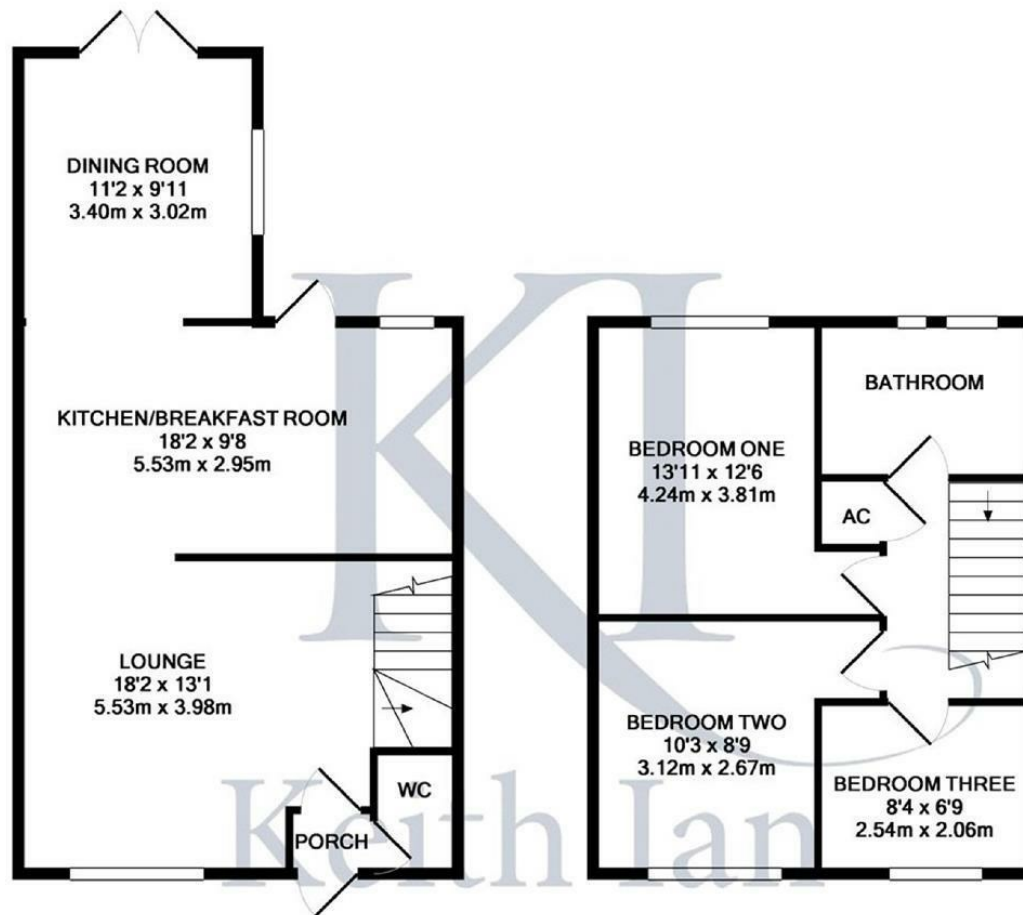 DINING ROOM
11'2 x 9'11
3.40m x 3.02m
KITCHEN/BREAKFAST ROOM
18'2 x 9'8
5.53m x 2.95m
LOUNGE
18'2 x 13'1
5.53m x 3.98m
WC
PORCH
BATHROOM
BEDROOM ONE
13'11 x 12'6
4.24m x 3.81m
AC
BEDROOM TWO
10'3 x 8'9
3.12m x 2.67m
BEDROOM THREE
8'4 x 6'9
2.54m x 2.06m
KI
Keith Ian